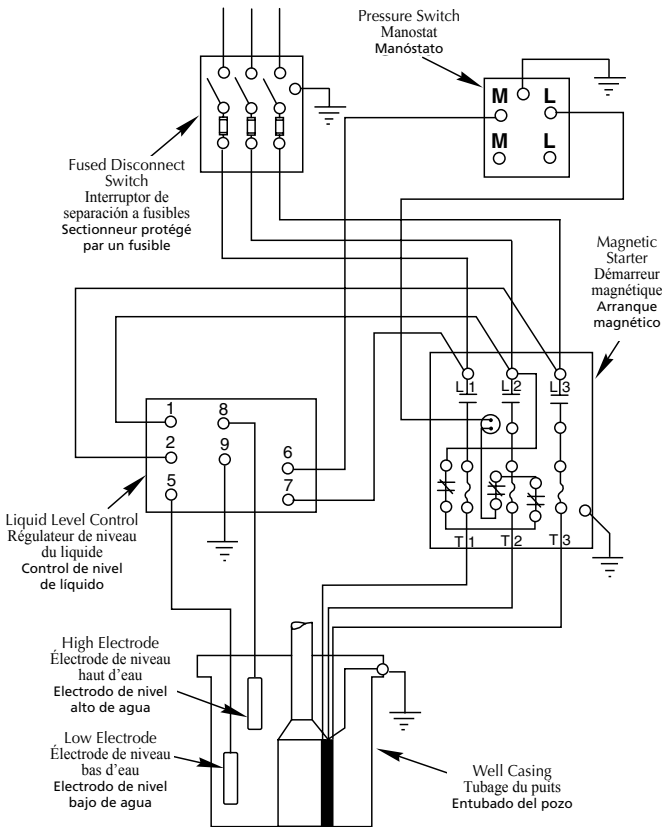 Pressure Switch
Manostat
Manóstato
M L
M L
Fused Disconnect
Switch
Interruptor de
separación a fusibles
Sectionneur protégé
par un fusible
Magnetic
Starter
Démarreur
magnétique
Arranque
magnético
L1 L2 L3
1 8
2 9 6
5 7
T1 T2 T3
Liquid Level Control
Régulateur de niveau
du liquide
Control de nivel
de líquido
High Electrode
Électrode de niveau
haut d'eau
Electrodo de nivel
alto de agua
Low Electrode
Électrode de niveau
bas d'eau
Electrodo de nivel
bajo de agua
Well Casing
Tubage du puits
Entubado del pozo